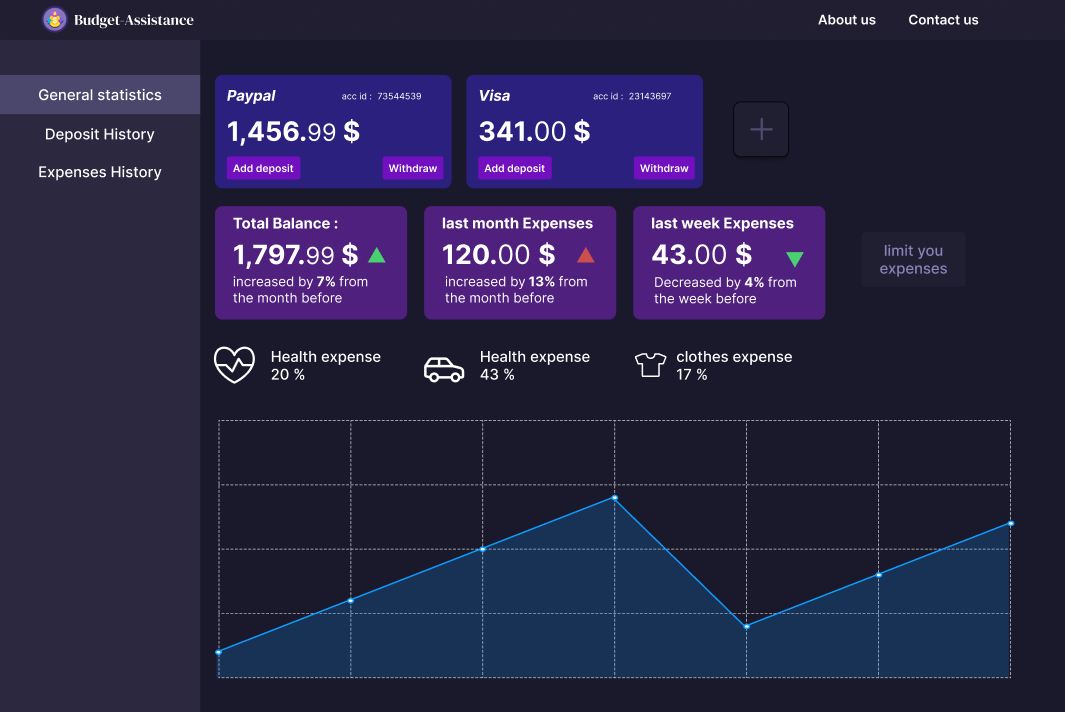 Budget-Assistance
About us
Contact us
General statistics
Deposit History
Expenses History
Paypal
acc id : 73544539
1,456.99 $
Add deposit
Withdraw
Visa
acc id : 23143697
341.00 $
Add deposit
Withdraw
Total Balance :
1,797.99 $
increased by 7% from
the month before
last month Expenses
120.00 $
increased by 13% from
the month before
last week Expenses
43.00 $
Decreased by 4% from
the week before
limit you
expenses
Health expense
20 %
Health expense
43 %
clothes expense
17 %